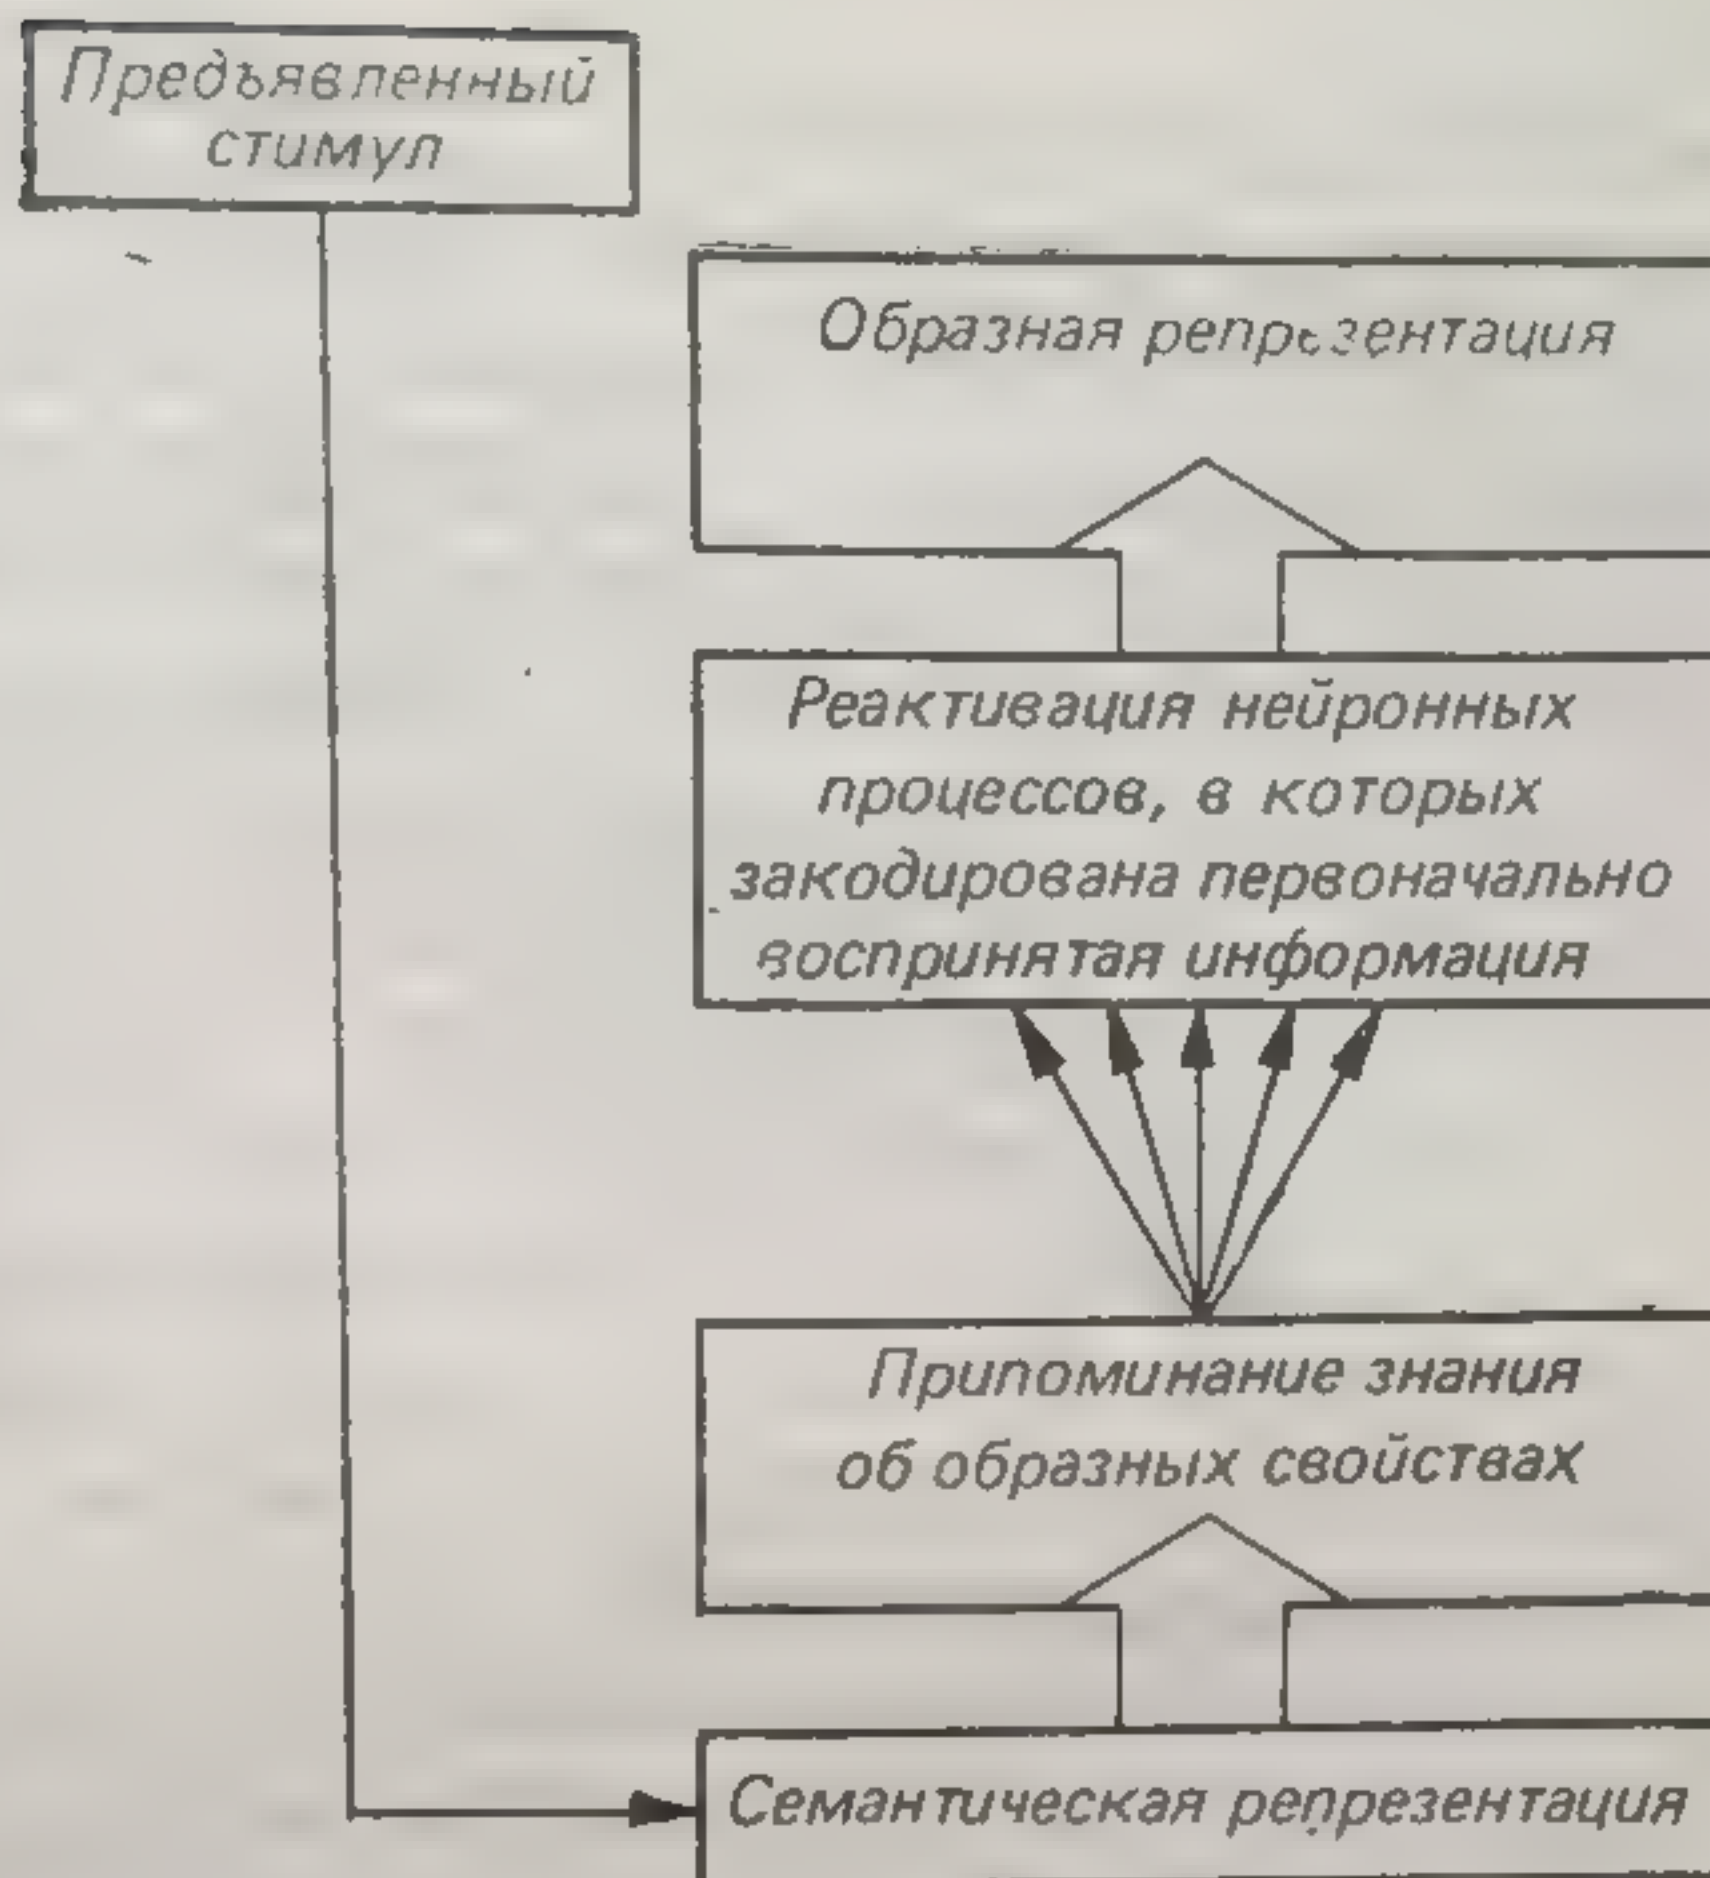 Предъявленный
стимул
Образная репрезентация
Реактивация нейронных
процессов, в которых
закодирована первоначально
воспринятая информация
Припоминание знания
об образных свойствах
Семантическая репрезентация